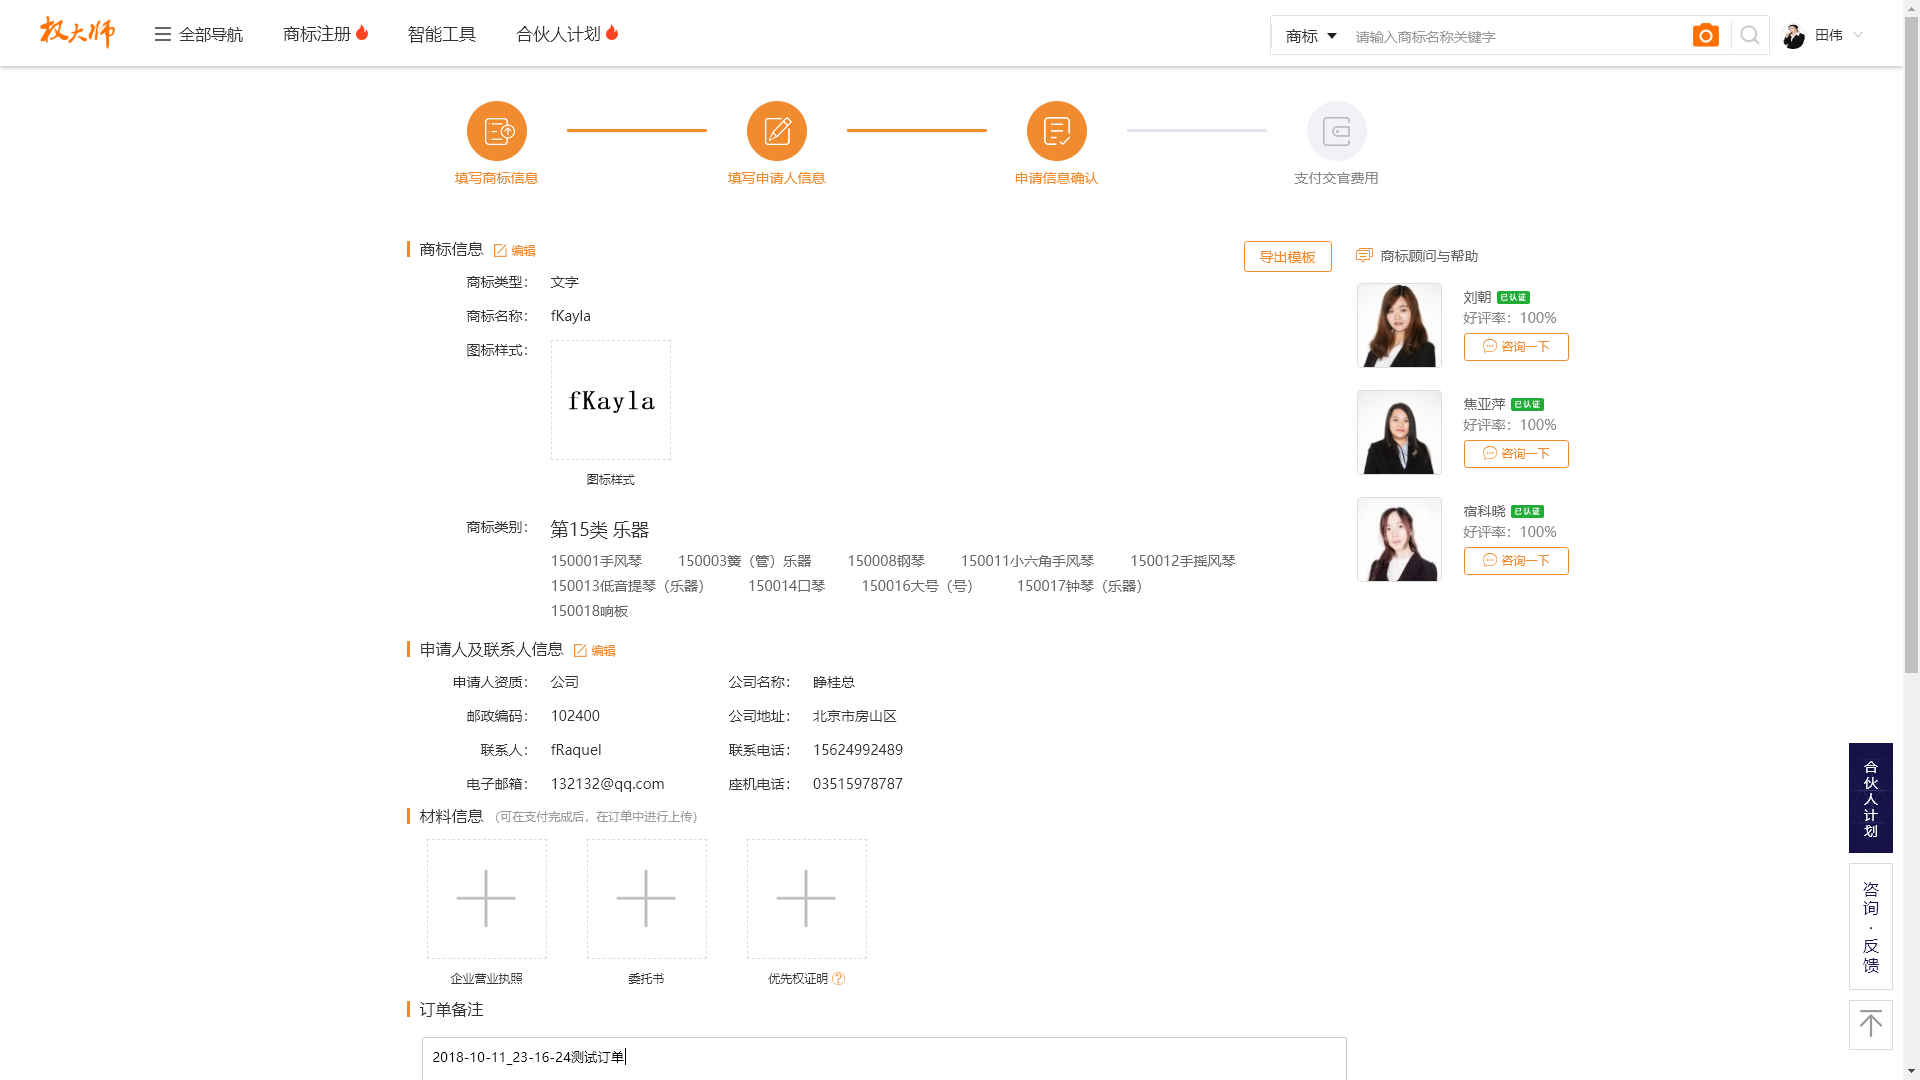 权大师 全部导航 商标注册 智能工具 合伙人计划 商标 请输入商标名称关键字 田伟
填写商标信息 填写申请人信息 申请信息确认 支付交官费用
商标信息 编辑 导出模板 商标顾问与帮助
商标类型： 文字
商标名称： fKayla
图标样式：
fKayla
图标样式
刘朝 已认证
好评率：100%
咨询一下
焦亚萍 已认证
好评率：100%
咨询一下
宿科晓 已认证
好评率：100%
咨询一下
商标类别： 第15类 乐器
150001手风琴 150003簧（管）乐器 150008钢琴 150011小六角手风琴 150012手摇风琴
150013低音提琴（乐器） 150014口琴 150016大号（号） 150017钟琴（乐器）
150018响板
申请人及联系人信息 编辑
申请人资质： 公司 公司名称： 睁桂总
邮政编码： 102400 公司地址： 北京市房山区
联系人： fRaquel 联系电话： 15624992489
电子邮箱： 132132@qq.com 座机电话： 03515978787
材料信息 （可在支付完成后，在订单中进行上传）
企业营业执照 委托书 优先权证明 ?
订单备注
2018-10-11_23-16-24测试订单
合伙人计划
咨询·反馈